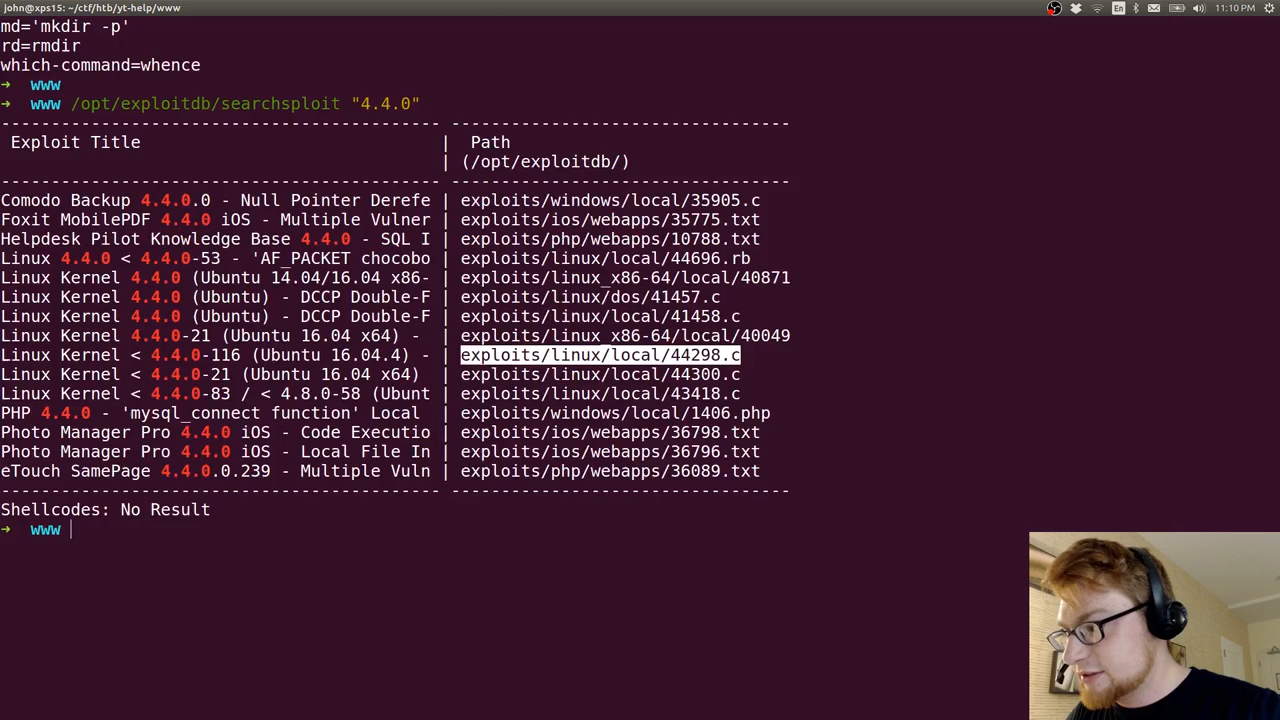 john@xps15: ~/ctf/htb/yt-help/www
En
11:10 PM
md='mkdir -p'
rd=rmdir
which-command=whence
➜ www
➜ www /opt/exploitdb/searchsploit "4.4.0"
---------------------------------------- ----------------------------------
Exploit Title | Path
| (/opt/exploitdb/)
---------------------------------------- ----------------------------------
Comodo Backup 4.4.0.0 - Null Pointer Derefe | exploits/windows/local/35905.c
Foxit MobilePDF 4.4.0 iOS - Multiple Vulner | exploits/ios/webapps/35775.txt
Helpdesk Pilot Knowledge Base 4.4.0 - SQL I | exploits/php/webapps/10788.txt
Linux 4.4.0 < 4.4.0-53 - 'AF_PACKET chocobo | exploits/linux/local/44696.rb
Linux Kernel 4.4.0 (Ubuntu 14.04/16.04 x86- | exploits/linux_x86-64/local/40871
Linux Kernel 4.4.0 (Ubuntu) - DCCP Double-F | exploits/linux/dos/41457.c
Linux Kernel 4.4.0 (Ubuntu) - DCCP Double-F | exploits/linux/local/41458.c
Linux Kernel 4.4.0-21 (Ubuntu 16.04 x64) - | exploits/linux_x86-64/local/40049
Linux Kernel < 4.4.0-116 (Ubuntu 16.04.4) - | exploits/linux/local/44298.c
Linux Kernel < 4.4.0-21 (Ubuntu 16.04 x64) | exploits/linux/local/44300.c
Linux Kernel < 4.4.0-83 / < 4.8.0-58 (Ubunt | exploits/linux/local/43418.c
PHP 4.4.0 - 'mysql_connect function' Local | exploits/windows/local/1406.php
Photo Manager Pro 4.4.0 iOS - Code Executio | exploits/ios/webapps/36798.txt
Photo Manager Pro 4.4.0 iOS - Local File In | exploits/ios/webapps/36796.txt
eTouch SamePage 4.4.0.0.239 - Multiple Vuln | exploits/php/webapps/36089.txt
---------------------------------------- ----------------------------------
Shellcodes: No Result
➜ www